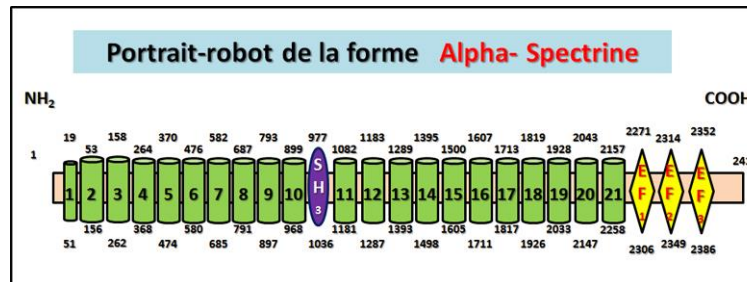 Portrait-robot de la forme Alpha- Spectrine
NH2 COOH
19 158 370 582 793 977 1183 1395 1607 1819 2043 2271 2352
53 264 476 687 899 1082 1289 1500 1713 1928 2157 2314
1
1 2 3 4 5 6 7 8 9 10 SH3 11 12 13 14 15 16 17 18 19 20 21 EF1 EF2 EF3
156 368 580 791 968 1287 1498 1711 1926 2147
51 262 474 685 897 1036 1181 1393 1605 1817 2033 2258 2306 2349 2386